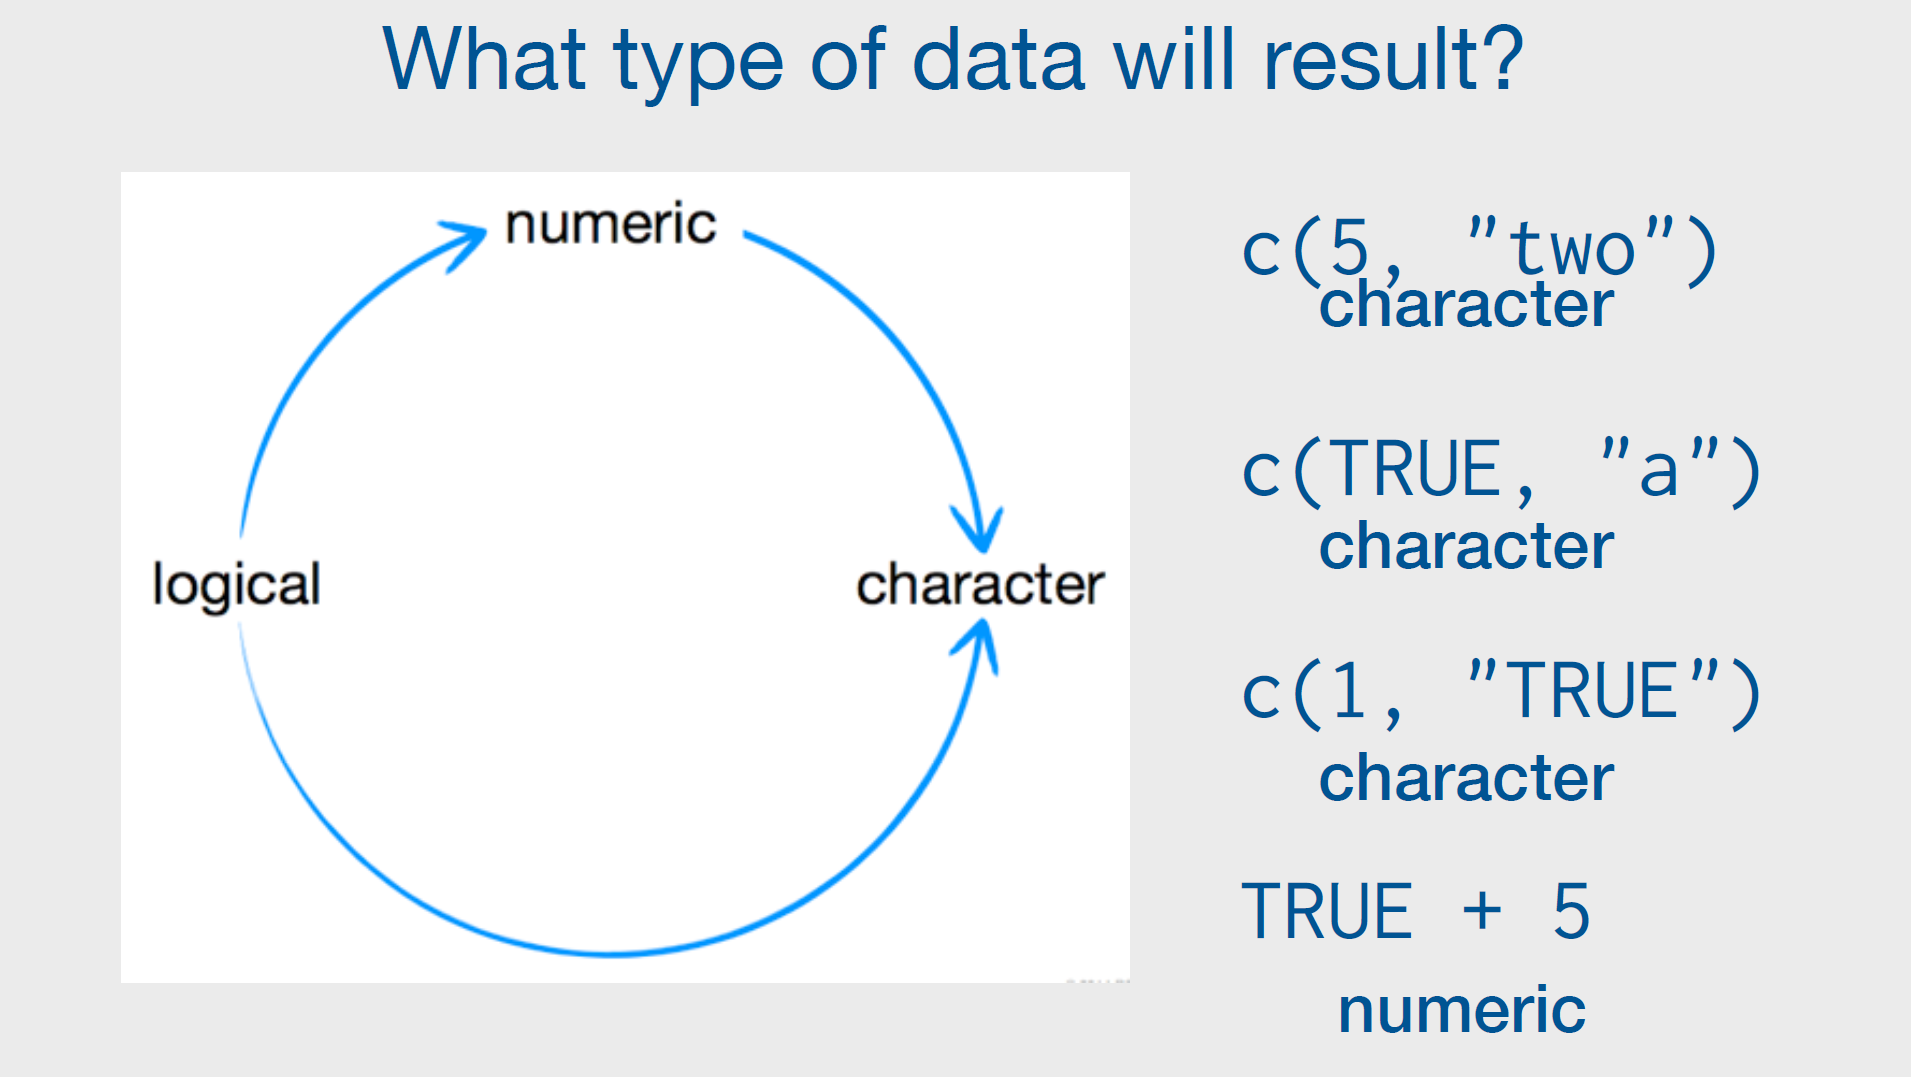 What type of data will result?
numeric
logical
character
c(5, "two")
character
c(TRUE, "a")
character
c(1, "TRUE")
character
TRUE + 5
numeric